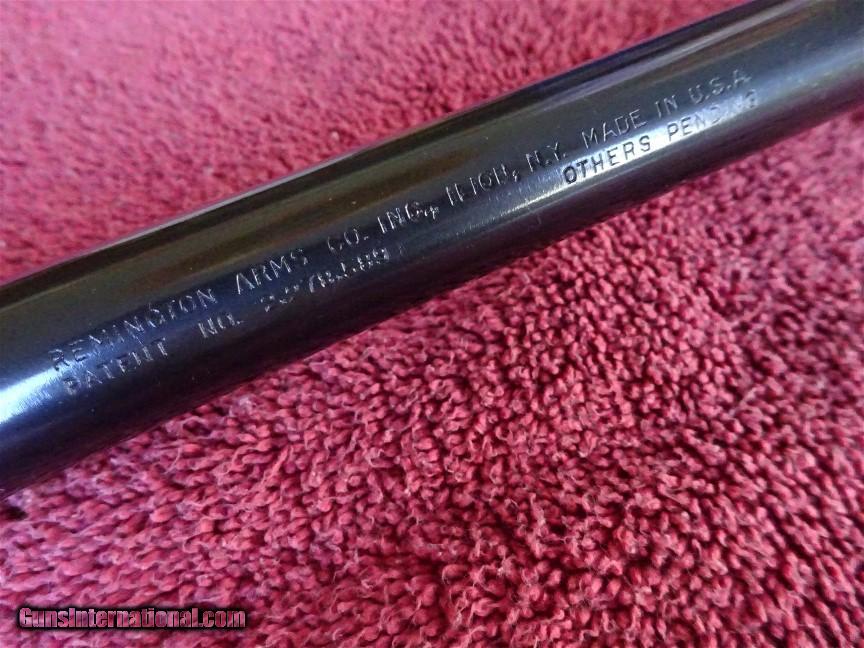 REMINGTON ARMS CO. INC., ILION, N.Y. MADE IN U.S.A.
PATENT NO. OTHERS PENDING
GunsInternational.com